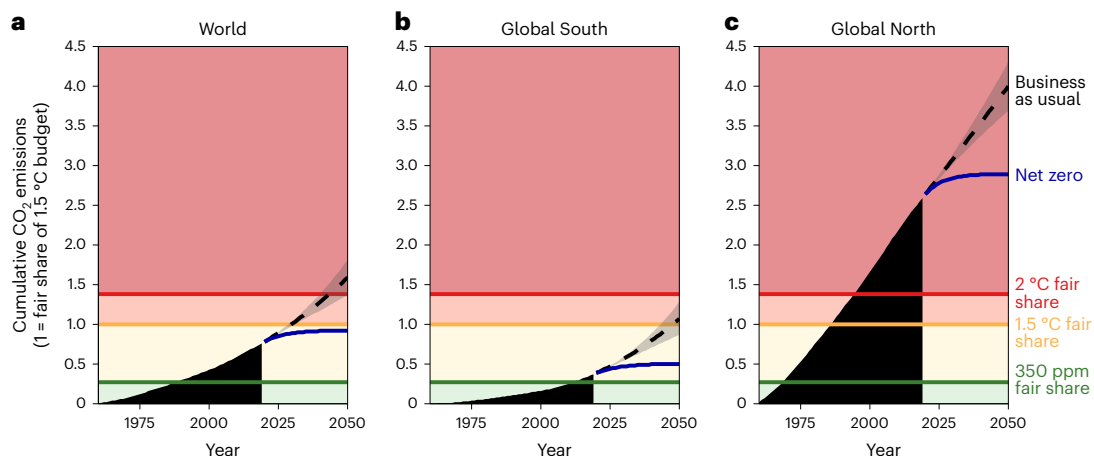 a
World
b
Global South
c
Global North
Cumulative CO2 emissions
(1 = fair share of 1.5 °C budget)
4.5
4.0
3.5
3.0
2.5
2.0
1.5
1.0
0.5
0
1975
2000
2025
2050
Year
4.5
4.0
3.5
3.0
2.5
2.0
1.5
1.0
0.5
0
1975
2000
2025
2050
Year
4.5
4.0
3.5
3.0
2.5
2.0
1.5
1.0
0.5
0
1975
2000
2025
2050
Year
Business
as usual
Net zero
2 °C fair
share
1.5 °C fair
share
350 ppm
fair share